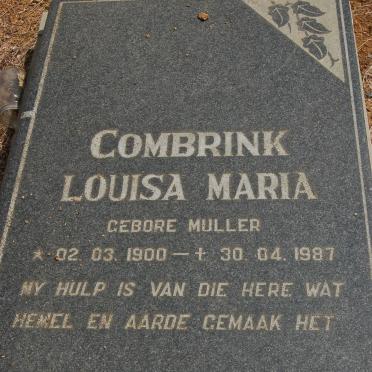 COMBRINK
LOUISA MARIA
GEBORE MULLER
* 02. 03. 1900 — + 30. 04. 1987
MY HULP IS VAN DIE HERE WAT
HEMEL EN AARDE GEMAAK HET